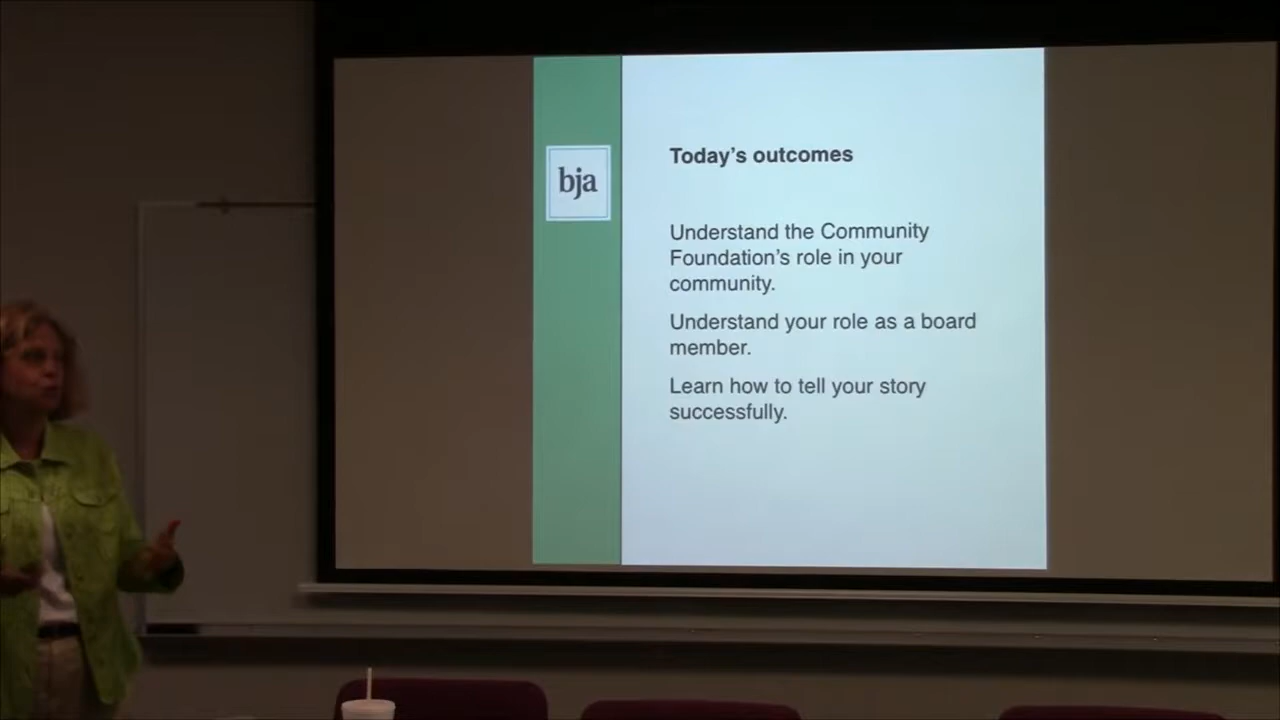 bja
Today's outcomes
Understand the Community
Foundation's role in your
community.
Understand your role as a board
member.
Learn how to tell your story
successfully.